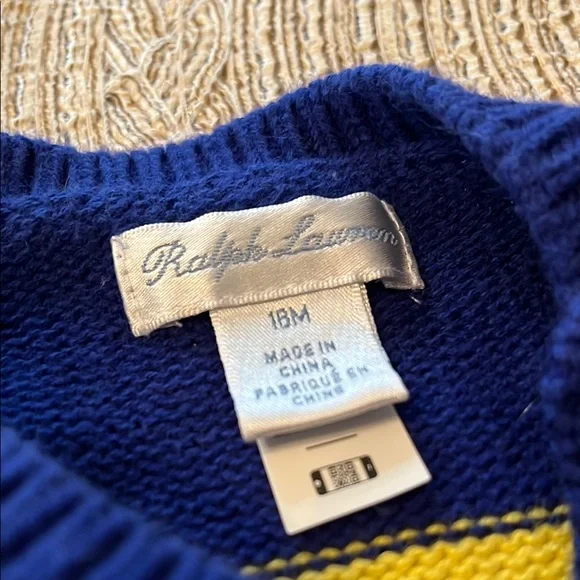 Ralph Lauren
18M
MADE IN
CHINA
FABRIQUÉ EN
CHINE